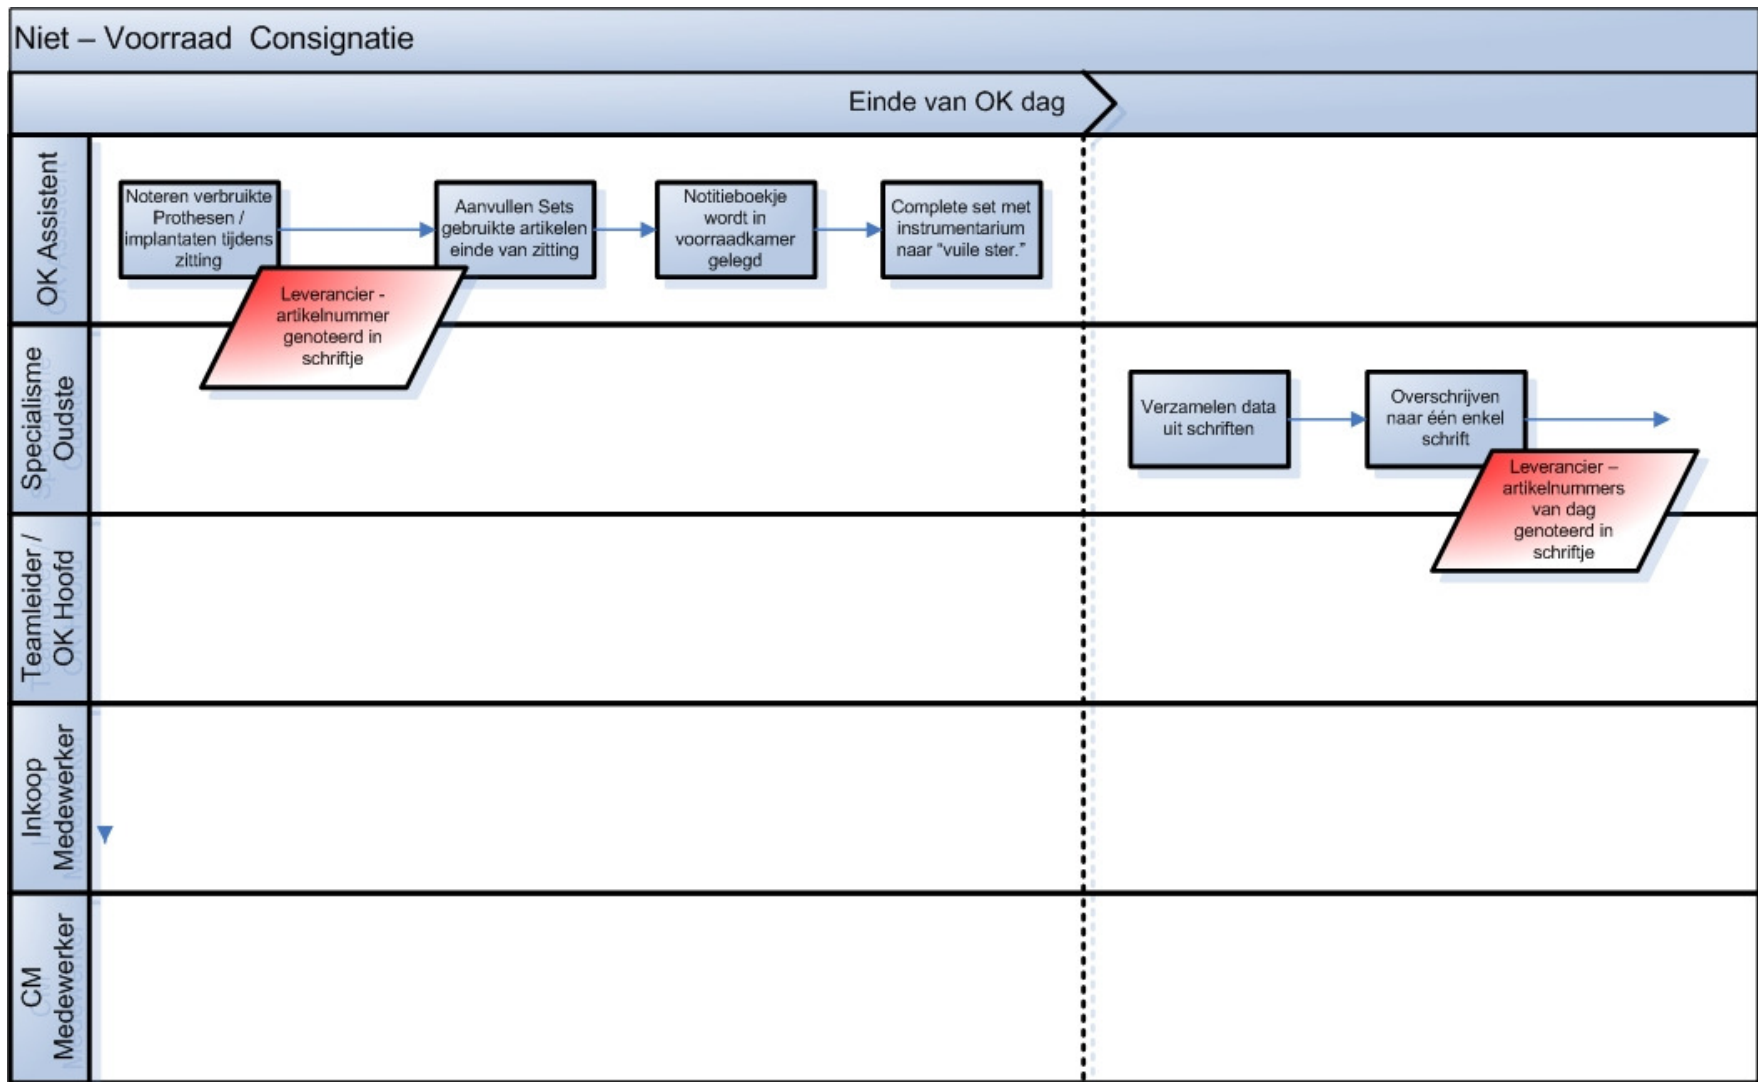 Niet – Voorraad Consignatie
Einde van OK dag
OK Assistent
Noteren verbruikte
Prothesen /
implantaten tijdens
zitting
Aanvullen Sets
gebruikte artikelen
einde van zitting
Notitieboekje
wordt in
voorraadkamer
gelegd
Complete set met
instrumentarium
naar “vuile ster.”
Leverancier -
artikelnummer
genoteerd in
schriftje
Specialisme
Oudste
Verzamelen data
uit schriften
Overschrijven
naar één enkel
schrift
Leverancier –
artikelnummers
van dag
genoteerd in
schriftje
Teamleider /
OK Hoofd
Inkoop
Medewerker
CM
Medewerker